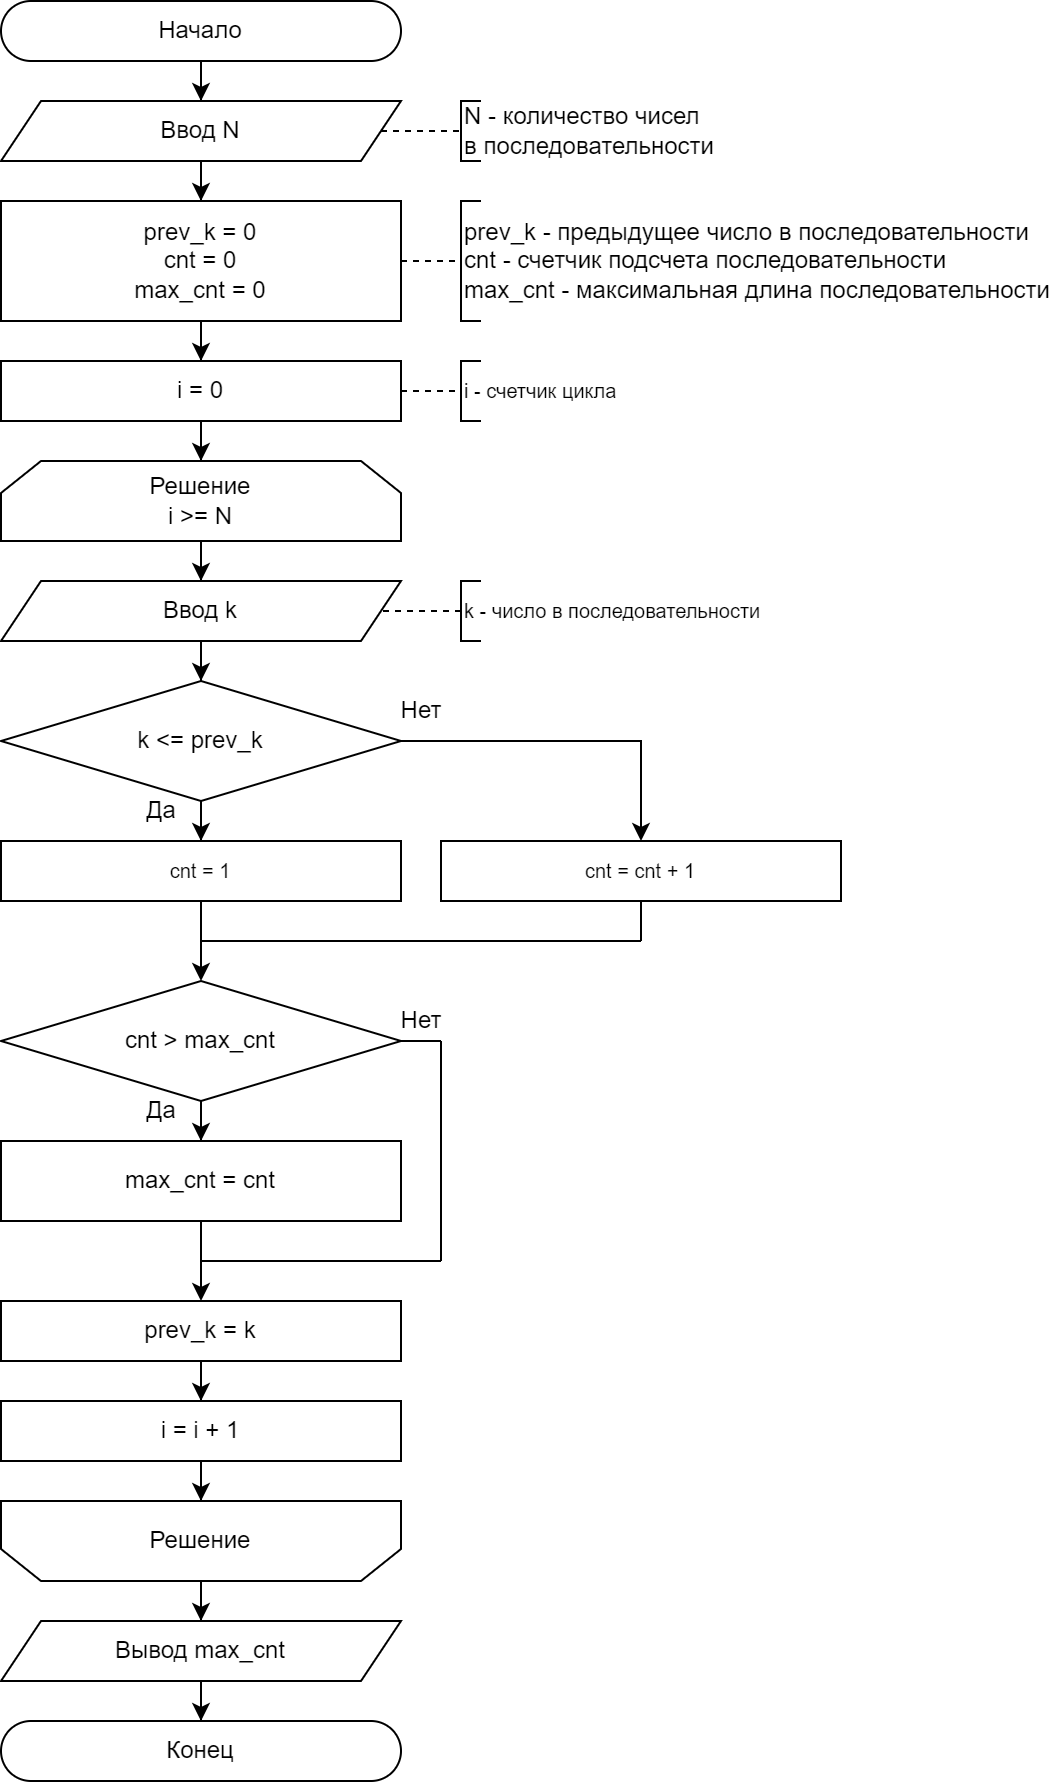 Начало
Ввод N
N - количество чисел
в последовательности
prev_k = 0
cnt = 0
max_cnt = 0
prev_k - предыдущее число в последовательности
cnt - счетчик подсчета последовательности
max_cnt - максимальная длина последовательности
i = 0
i - счетчик цикла
Решение
i >= N
Ввод k
k - число в последовательности
k <= prev_k
Нет
Да
cnt = 1
cnt = cnt + 1
cnt > max_cnt
Нет
Да
max_cnt = cnt
prev_k = k
i = i + 1
Решение
Вывод max_cnt
Конец